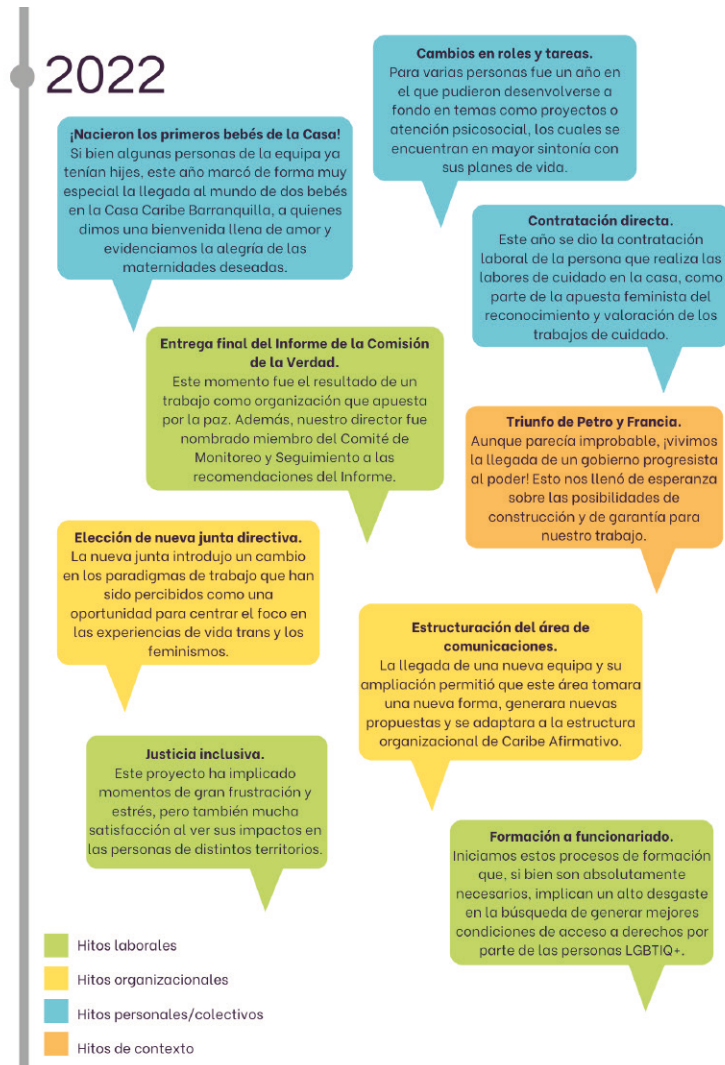 2022
¡Nacieron los primeros bebés de la Casa!
Si bien algunas personas de la equipa ya
tenían hijes, este año marcó de forma muy
especial la llegada al mundo de dos bebés
en la Casa Caribe Barranquilla, a quienes
dimos una bienvenida llena de amor y
evidenciamos la alegría de las
maternidades deseadas.
Cambios en roles y tareas.
Para varias personas fue un año en
el que pudieron desenvolverse a
fondo en temas como proyectos o
atención psicosocial, los cuales se
encuentran en mayor sintonía con
sus planes de vida.
Contratación directa.
Este año se dio la contratación
laboral de la persona que realiza las
labores de cuidado en la casa, como
parte de la apuesta feminista del
reconocimiento y valoración de los
trabajos de cuidado.
Entrega final del Informe de la Comisión
de la Verdad.
Este momento fue el resultado de un
trabajo como organización que apuesta
por la paz. Además, nuestro director fue
nombrado miembro del Comité de
Monitoreo y Seguimiento a las
recomendaciones del Informe.
Triunfo de Petro y Francia.
Aunque parecía improbable, ¡vivimos
la llegada de un gobierno progresista
al poder! Esto nos llenó de esperanza
sobre las posibilidades de
construcción y de garantía para
nuestro trabajo.
Elección de nueva junta directiva.
La nueva junta introdujo un cambio
en los paradigmas de trabajo que han
sido percibidos como una
oportunidad para centrar el foco en
las experiencias de vida trans y los
feminismos.
Estructuración del área de
comunicaciones.
La llegada de una nueva equipa y su
ampliación permitió que este área tomara
una nueva forma, generara nuevas
propuestas y se adaptara a la estructura
organizacional de Caribe Afirmativo.
Justicia inclusiva.
Este proyecto ha implicado
momentos de gran frustración y
estrés, pero también mucha
satisfacción al ver sus impactos en
las personas de distintos territorios.
Formación a funcionariado.
Iniciamos estos procesos de formación
que, si bien son absolutamente
necesarios, implican un alto desgaste
en la búsqueda de generar mejores
condiciones de acceso a derechos por
parte de las personas LGBTIQ+.
Hitos laborales
Hitos organizacionales
Hitos personales/colectivos
Hitos de contexto